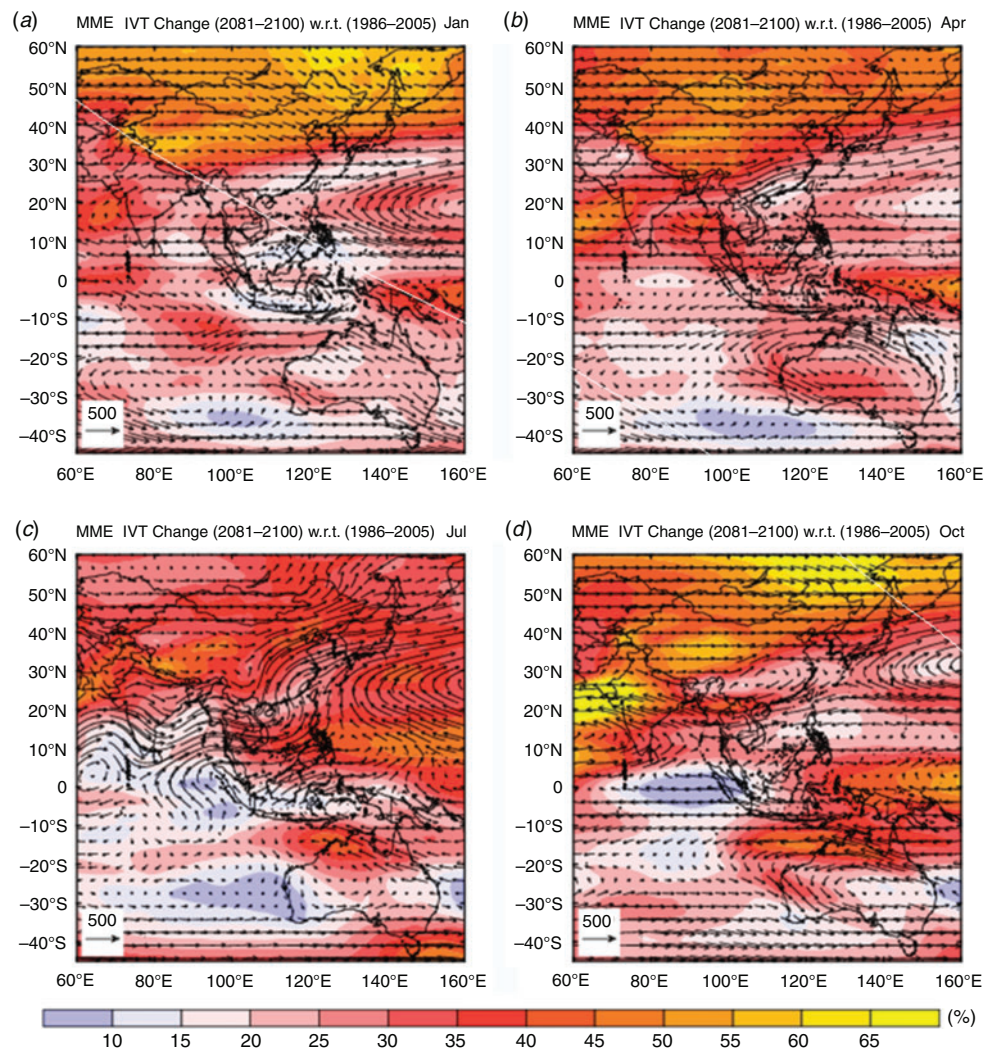 (a) MME IVT Change (2081–2100) w.r.t. (1986–2005) Jan
60°N
50°N
40°N
30°N
20°N
10°N
0
–10°S
–20°S
–30°S
–40°S
500
60°E 80°E 100°E 120°E 140°E 160°E
(b) MME IVT Change (2081–2100) w.r.t. (1986–2005) Apr
60°N
50°N
40°N
30°N
20°N
10°N
0
–10°S
–20°S
–30°S
–40°S
500
60°E 80°E 100°E 120°E 140°E 160°E
(c) MME IVT Change (2081–2100) w.r.t. (1986–2005) Jul
60°N
50°N
40°N
30°N
20°N
10°N
0
–10°S
–20°S
–30°S
–40°S
500
60°E 80°E 100°E 120°E 140°E 160°E
(d) MME IVT Change (2081–2100) w.r.t. (1986–2005) Oct
60°N
50°N
40°N
30°N
20°N
10°N
0
–10°S
–20°S
–30°S
–40°S
500
60°E 80°E 100°E 120°E 140°E 160°E
(%)
10 15 20 25 30 35 40 45 50 55 60 65